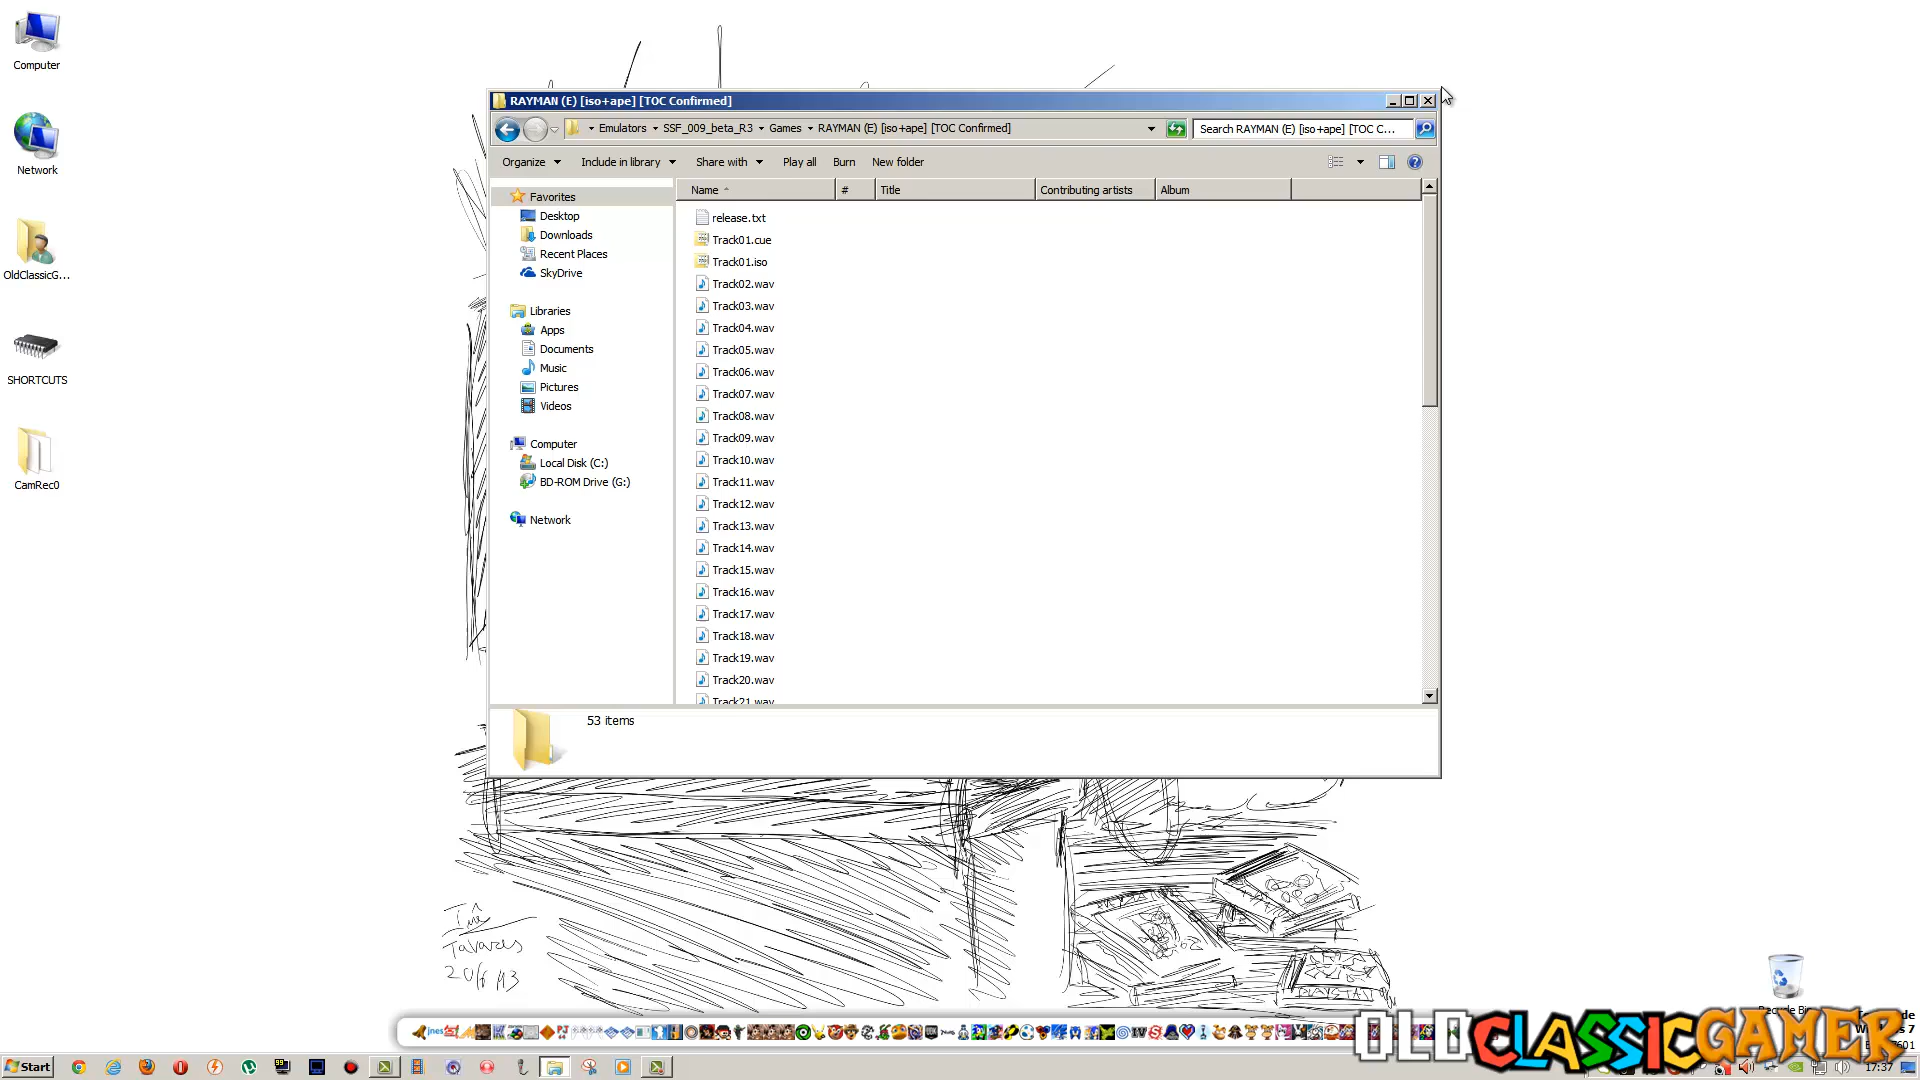 Computer
Network
OldClassicG...
SHORTCUTS
CamRec0
RAYMAN (E) [iso+ape] [TOC Confirmed]
Emulators
SSF_009_beta_R3
Games
RAYMAN (E) [iso+ape] [TOC Confirmed]
Search RAYMAN (E) [iso+ape] [TOC C...
Organize
Include in library
Share with
Play all
Burn
New folder
Favorites
Desktop
Downloads
Recent Places
SkyDrive
Libraries
Apps
Documents
Music
Pictures
Videos
Computer
Local Disk (C:)
BD-ROM Drive (G:)
Network
Name
#
Title
Contributing artists
Album
release.txt
Track01.cue
Track01.iso
Track02.wav
Track03.wav
Track04.wav
Track05.wav
Track06.wav
Track07.wav
Track08.wav
Track09.wav
Track10.wav
Track11.wav
Track12.wav
Track13.wav
Track14.wav
Track15.wav
Track16.wav
Track17.wav
Track18.wav
Track19.wav
Track20.wav
Track21.wav
53 items
Tavares
jnes
OLDCLASSICGAMER
Start
17:37